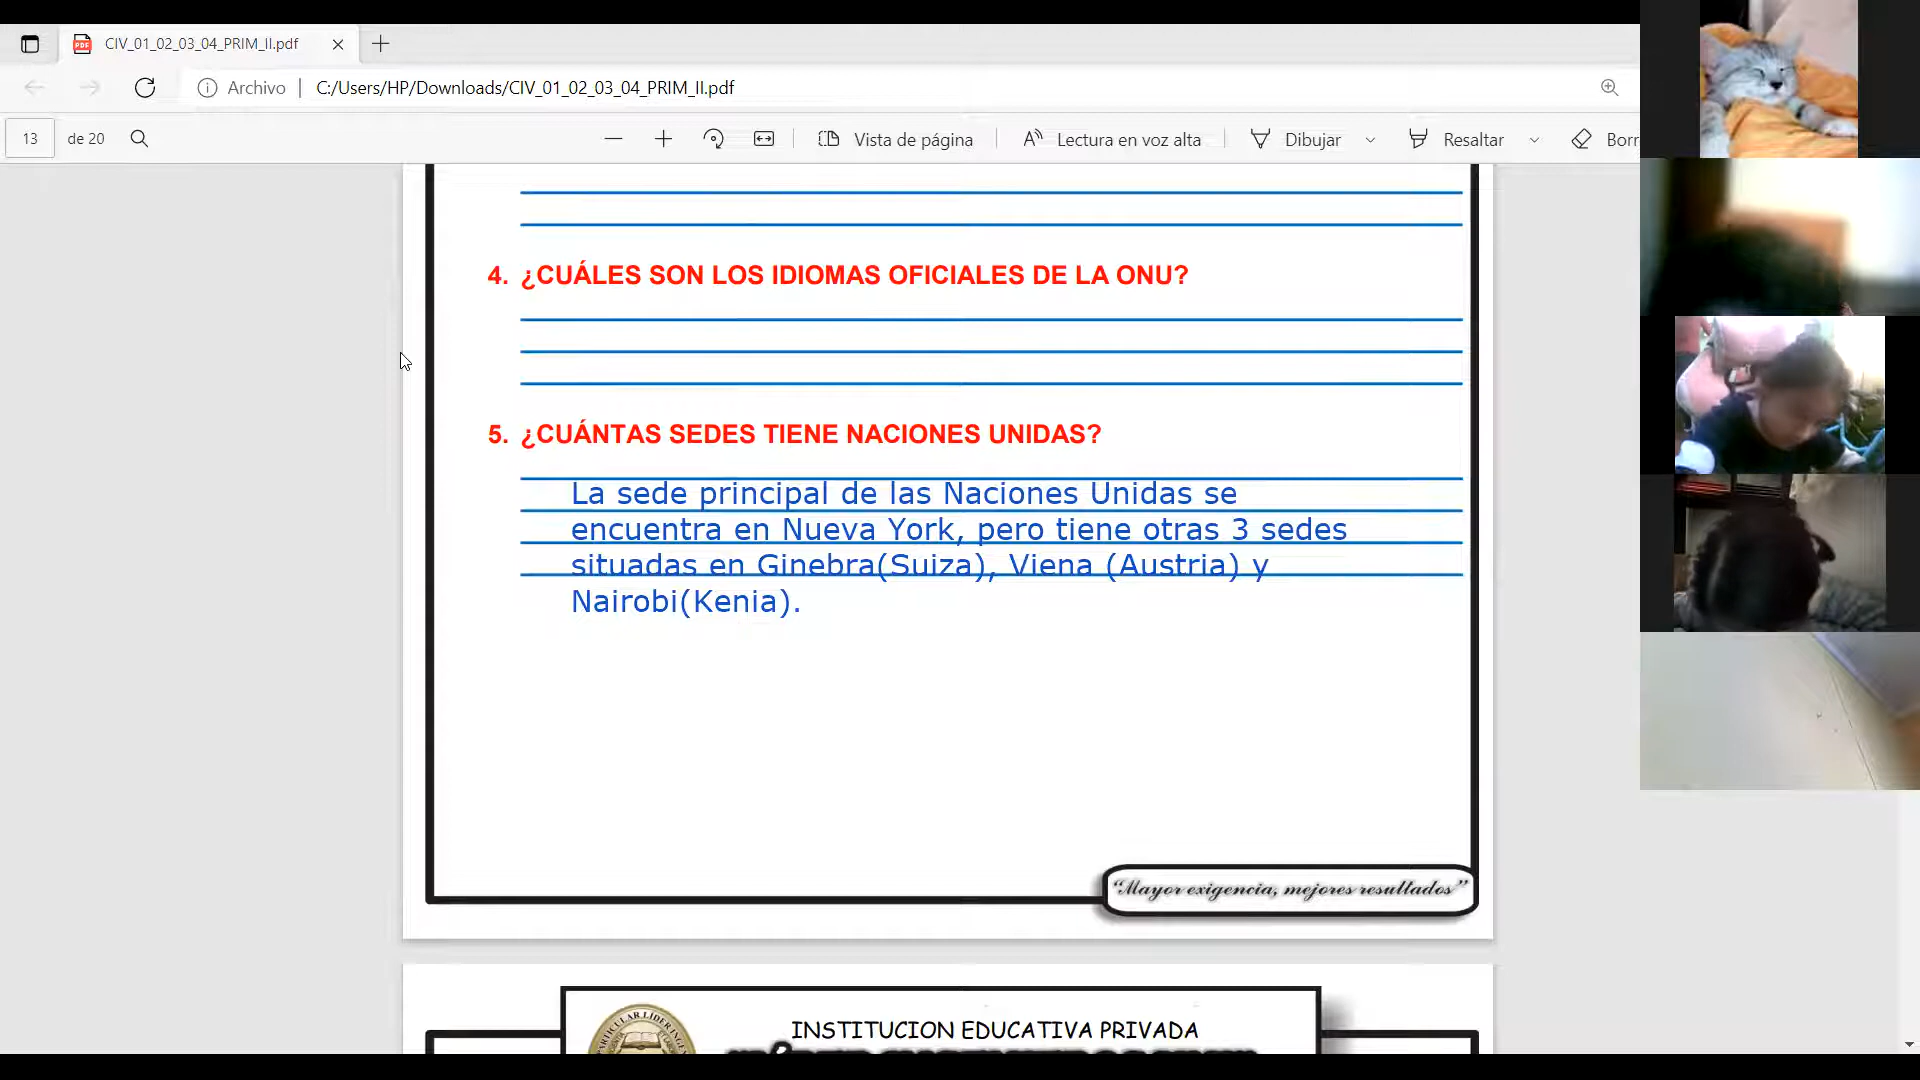 CIV_01_02_03_04_PRIM_II.pdf
Archivo
C:/Users/HP/Downloads/CIV_01_02_03_04_PRIM_II.pdf
13 de 20
Vista de página
Lectura en voz alta
Dibujar
Resaltar
Borr
4. ¿CUÁLES SON LOS IDIOMAS OFICIALES DE LA ONU?
5. ¿CUÁNTAS SEDES TIENE NACIONES UNIDAS?
La sede principal de las Naciones Unidas se
encuentra en Nueva York, pero tiene otras 3 sedes
situadas en Ginebra(Suiza), Viena (Austria) y
Nairobi(Kenia).
"Mayor exigencia, mejores resultados"
INSTITUCION EDUCATIVA PRIVADA